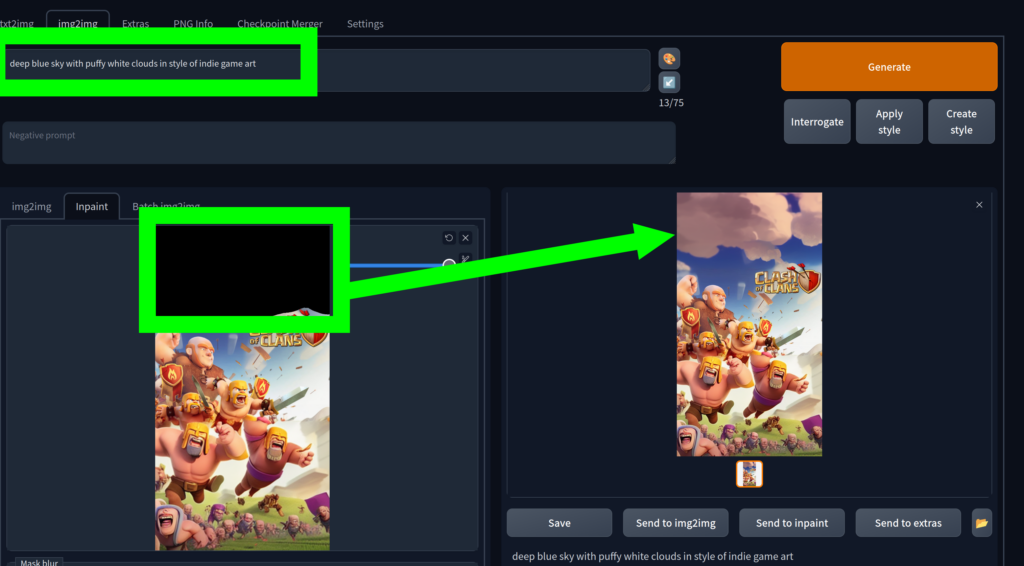 txt2img img2img Extras PNG Info Checkpoint Merger Settings
deep blue sky with puffy white clouds in style of indie game art
13/75
Generate
Interrogate
Apply
style
Create
style
Negative prompt
img2img Inpaint Batch img2img
CLASH
OF CLANS
OF CLANS
Save Send to img2img Send to inpaint Send to extras
deep blue sky with puffy white clouds in style of indie game art
Mask blur